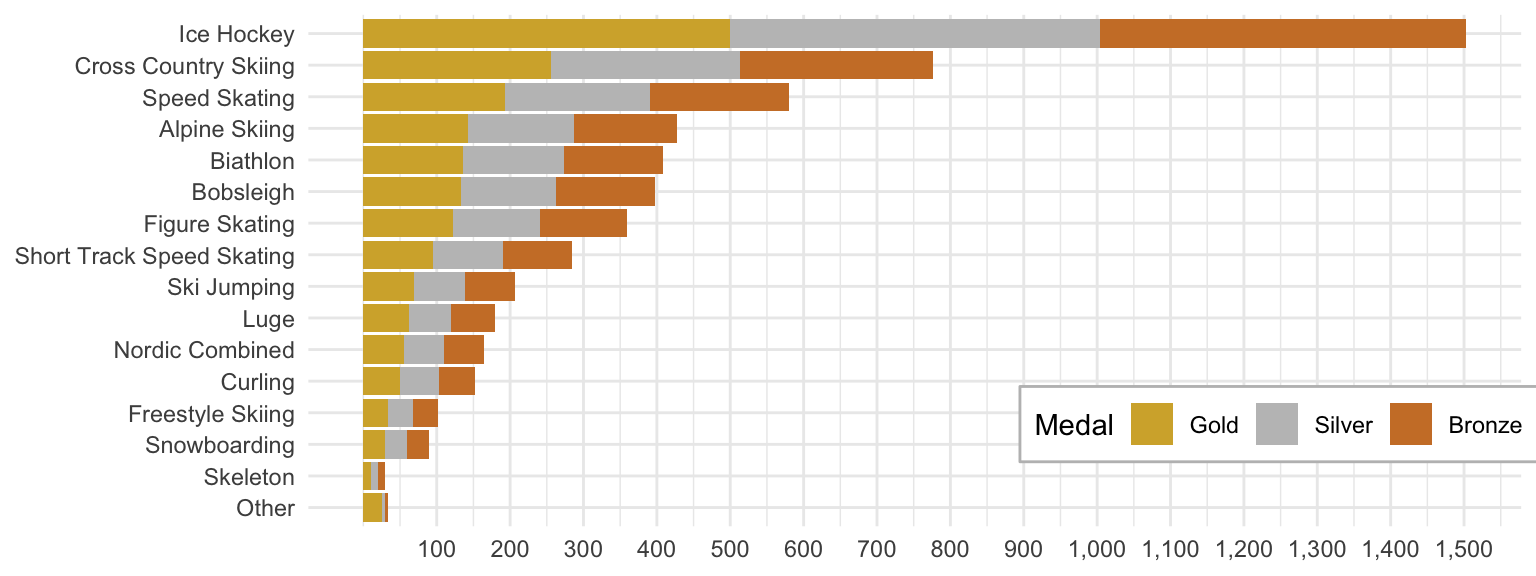 Ice Hockey
Cross Country Skiing
Speed Skating
Alpine Skiing
Biathlon
Bobsleigh
Figure Skating
Short Track Speed Skating
Ski Jumping
Luge
Nordic Combined
Curling
Freestyle Skiing
Snowboarding
Skeleton
Other
Medal Gold Silver Bronze
100 200 300 400 500 600 700 800 900 1,000 1,100 1,200 1,300 1,400 1,500